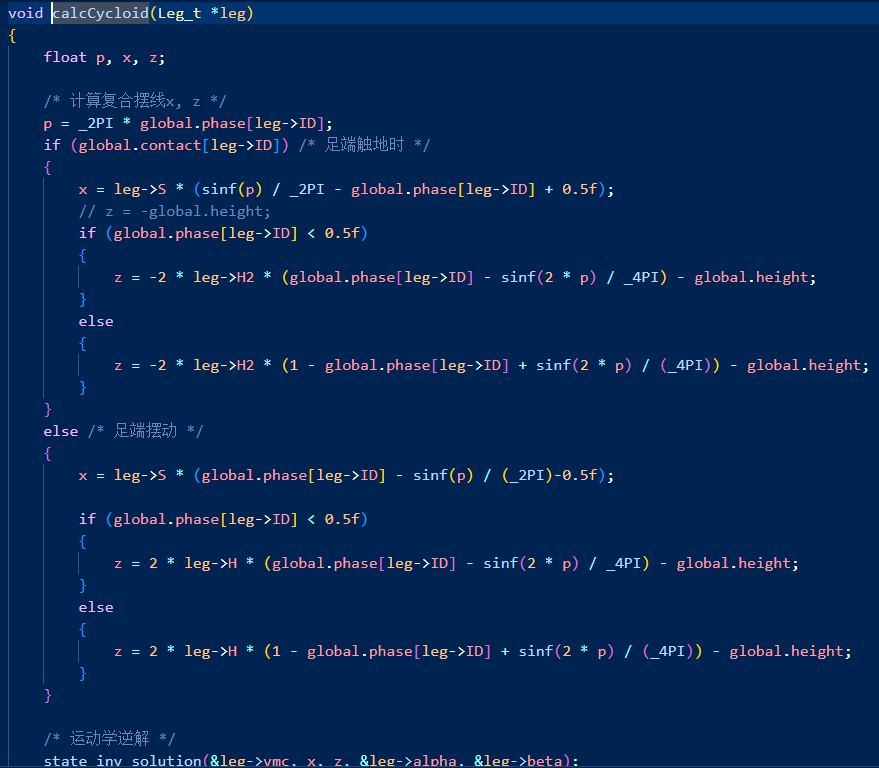 void calcCycloid(Leg_t *leg)
{
    float p, x, z;
    /* 计算复合摆线x, z */
    p = _2PI * global.phase[leg->ID];
    if (global.contact[leg->ID]) /* 足端触地时 */
    {
        x = leg->S * (sinf(p) / _2PI - global.phase[leg->ID] + 0.5f);
        // z = -global.height;
        if (global.phase[leg->ID] < 0.5f)
        {
            z = -2 * leg->H2 * (global.phase[leg->ID] - sinf(2 * p) / _4PI) - global.height;
        }
        else
        {
            z = -2 * leg->H2 * (1 - global.phase[leg->ID] + sinf(2 * p) / (_4PI)) - global.height;
        }
    }
    else /* 足端摆动 */
    {
        x = leg->S * (global.phase[leg->ID] - sinf(p) / (_2PI)-0.5f);
        if (global.phase[leg->ID] < 0.5f)
        {
            z = 2 * leg->H * (global.phase[leg->ID] - sinf(2 * p) / _4PI) - global.height;
        }
        else
        {
            z = 2 * leg->H * (1 - global.phase[leg->ID] + sinf(2 * p) / (_4PI)) - global.height;
        }
    }
    /* 运动学逆解 */
    state_inv_solution(&leg->vmc, x, z, &leg->alpha, &leg->beta);